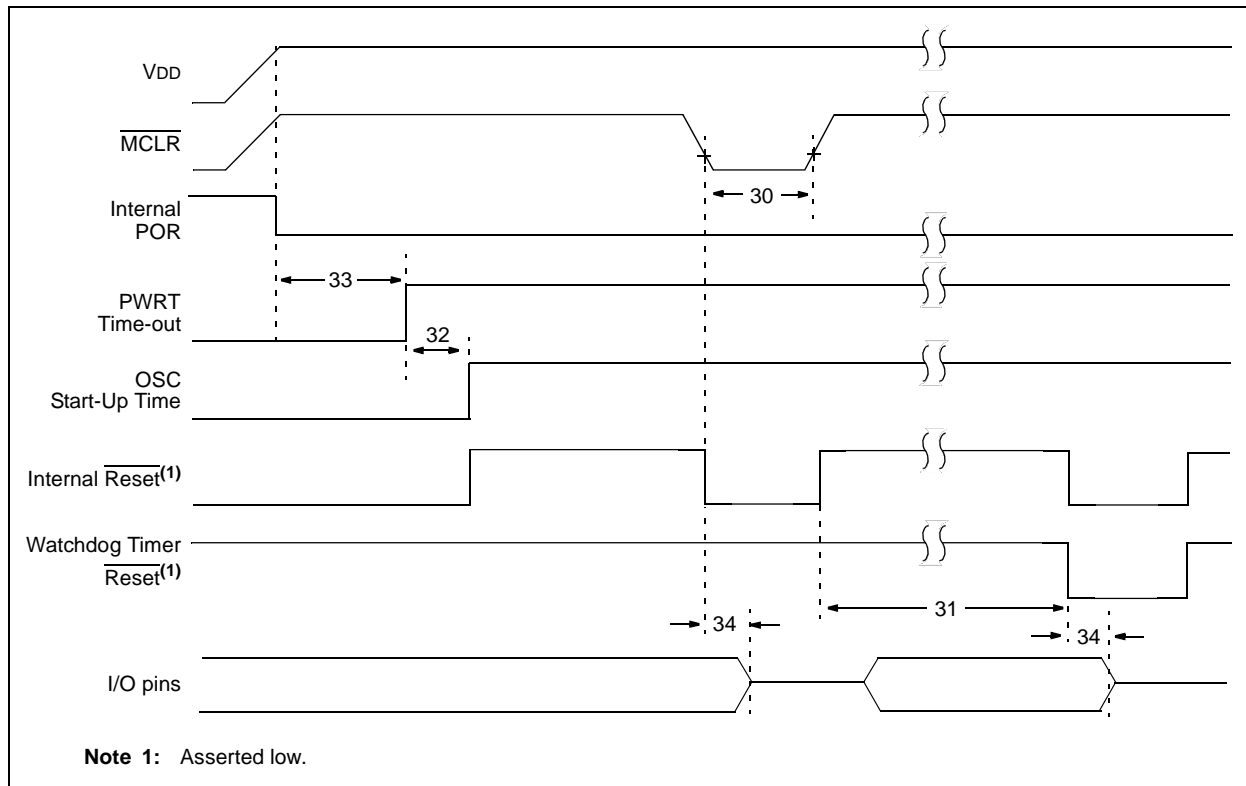 VDD
MCLR
Internal
POR
30
33
PWRT
Time-out
32
OSC
Start-Up Time
Internal Reset(1)
Watchdog Timer
Reset(1)
31
34
34
I/O pins
Note 1: Asserted low.